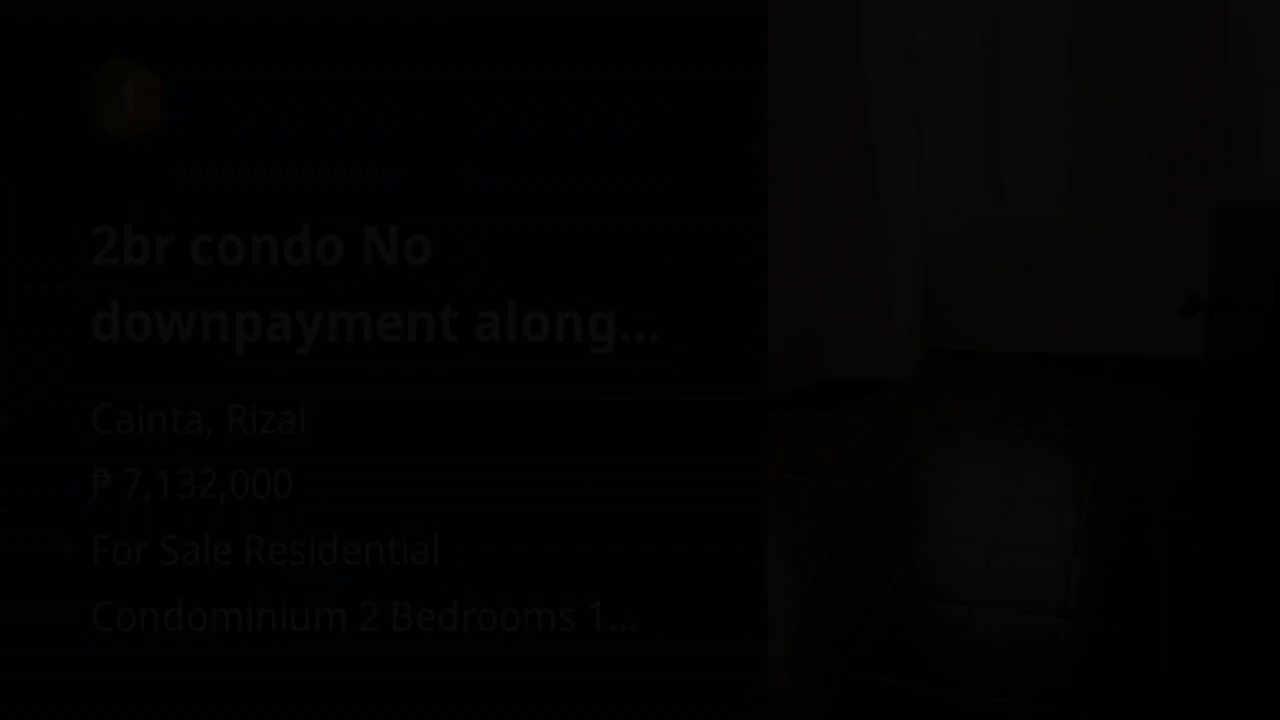 2br condo No
downpayment along...
Cainta, Rizal
₱ 7,132,000
For Sale Residential
Condominium 2 Bedrooms 1...